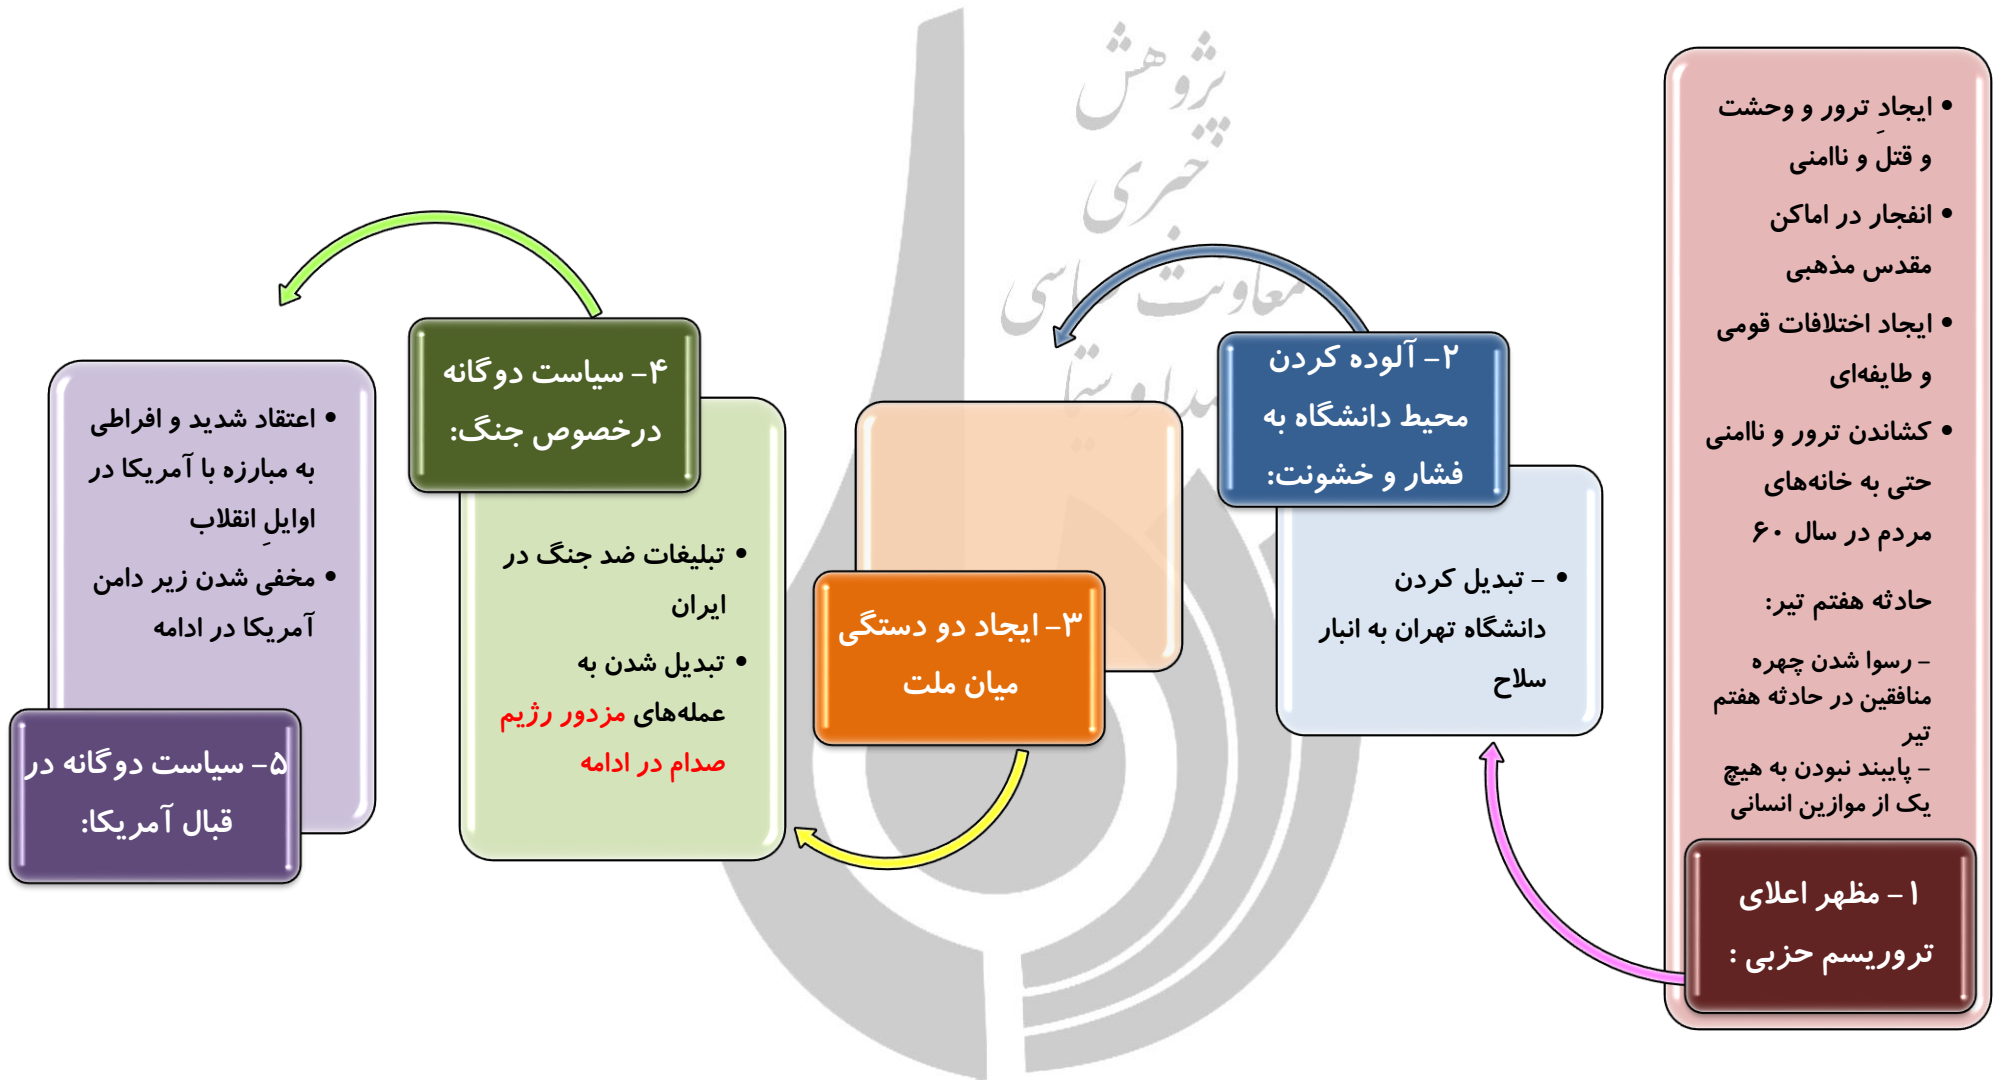 • ایجادِ ترور و وحشت
و قتلَ و ناامنی
• انفجار در اماکن
مقدس مذهبی
• ایجاد اختلافات قومی
و طایفه‌ای
• کشاندن ترور و ناامنی
حتی به خانه‌های
مردم در سال ۶۰
حادثه هفتم تیر:
- رسوا شدن چهره
منافقین در حادثه هفتم
تیر
- پایبند نبودن به هیچ
یک از موازین انسانی
۱- مظهر اعلای
تروریسم حزبی :
۲- آلوده کردن
محیط دانشگاه به
فشار و خشونت:
• - تبدیل کردن
دانشگاه تهران به انبار
سلاح
۳- ایجاد دو دستگی
میان ملت
۴- سیاست دوگانه
درخصوص جنگ:
• تبلیغات ضد جنگ در
ایران
• تبدیل شدن به
عمله‌های مزدور رژیم
صدام در ادامه
• اعتقاد شدید و افراطی
به مبارزه با آمریکا در
اوایلِ انقلاب
• مخفی شدن زیر دامن
آمریکا در ادامه
۵- سیاست دوگانه در
قبال آمریکا:
پژوهش
خبری
معاونت